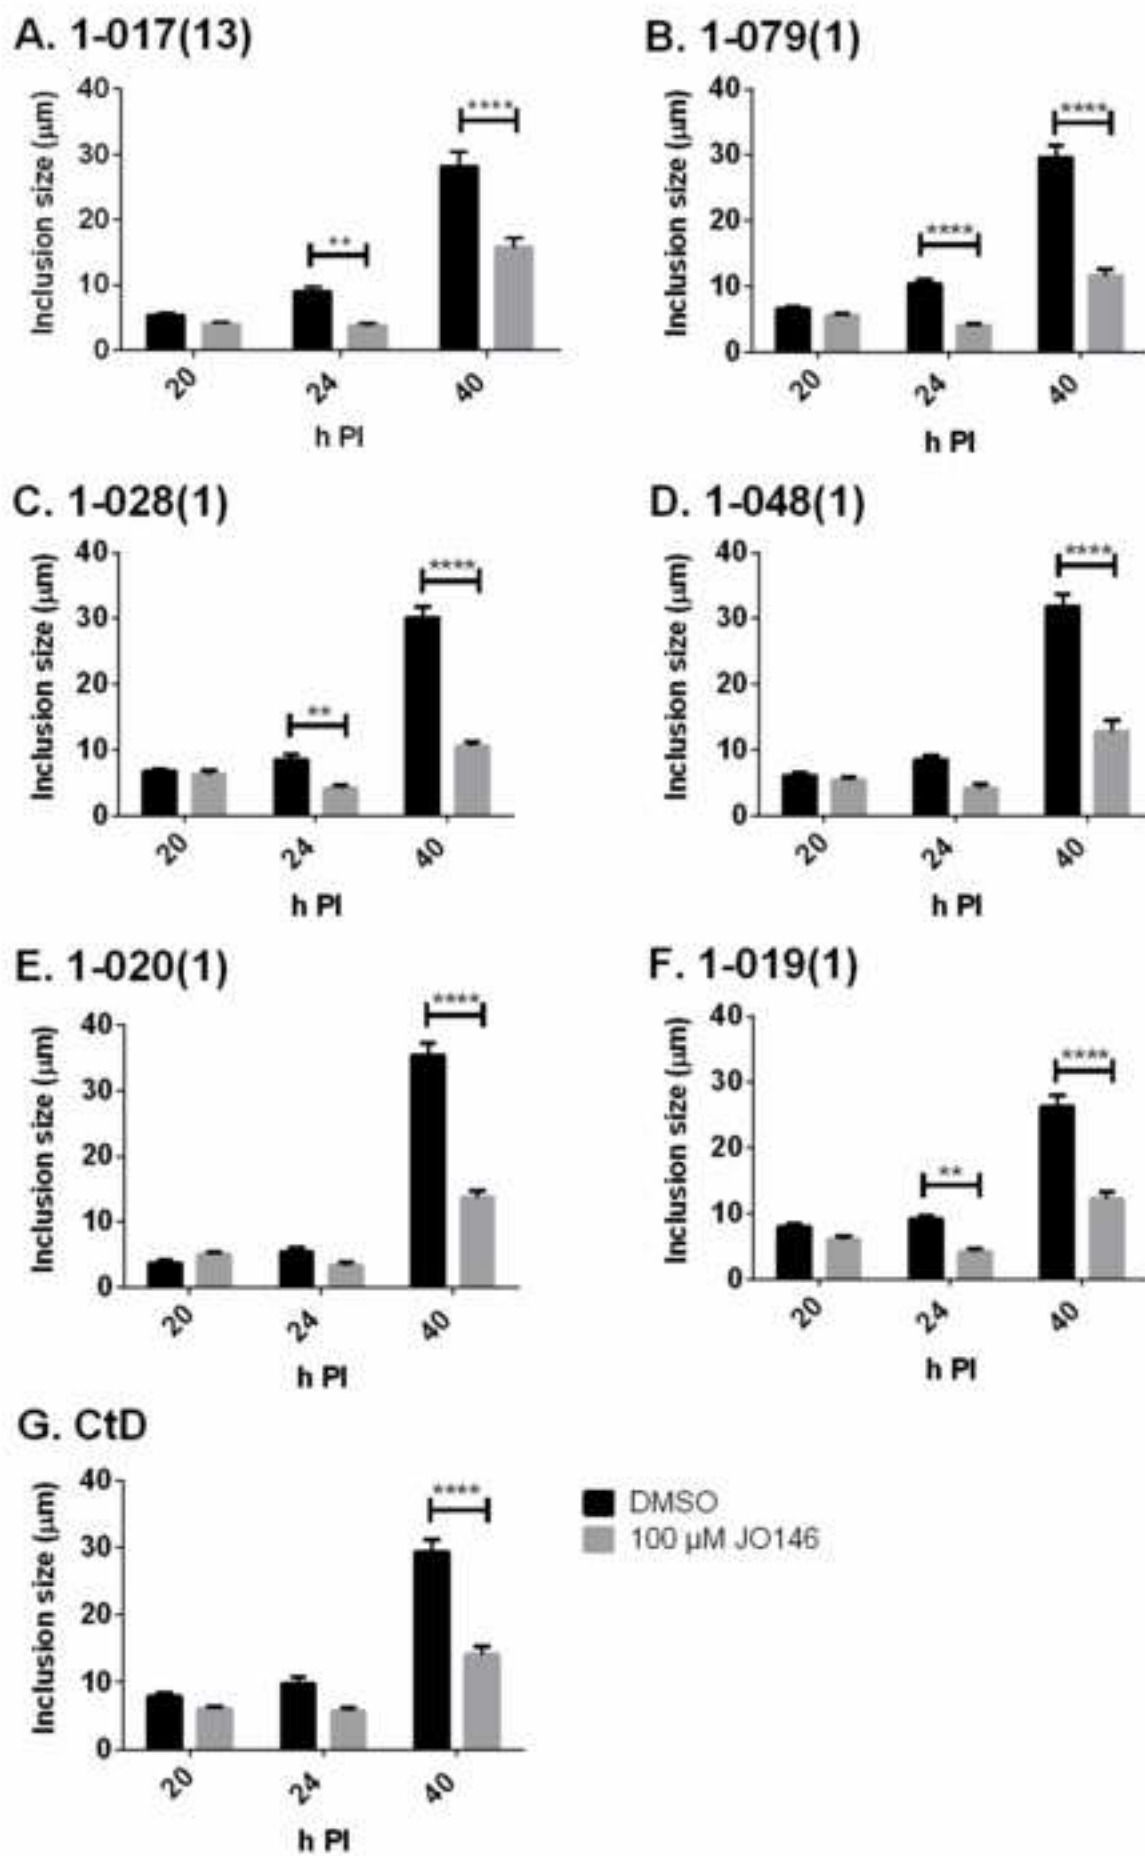 A. 1-017(13)
Inclusion size (µm)
40
30
20
10
0
**
****
20
24
40
h PI
B. 1-079(1)
Inclusion size (µm)
40
30
20
10
0
****
****
20
24
40
h PI
C. 1-028(1)
Inclusion size (µm)
40
30
20
10
0
**
****
20
24
40
h PI
D. 1-048(1)
Inclusion size (µm)
40
30
20
10
0
****
20
24
40
h PI
E. 1-020(1)
Inclusion size (µm)
40
30
20
10
0
****
20
24
40
h PI
F. 1-019(1)
Inclusion size (µm)
40
30
20
10
0
**
****
20
24
40
h PI
G. CtD
Inclusion size (µm)
40
30
20
10
0
****
20
24
40
h PI
DMSO
100 µM JO146